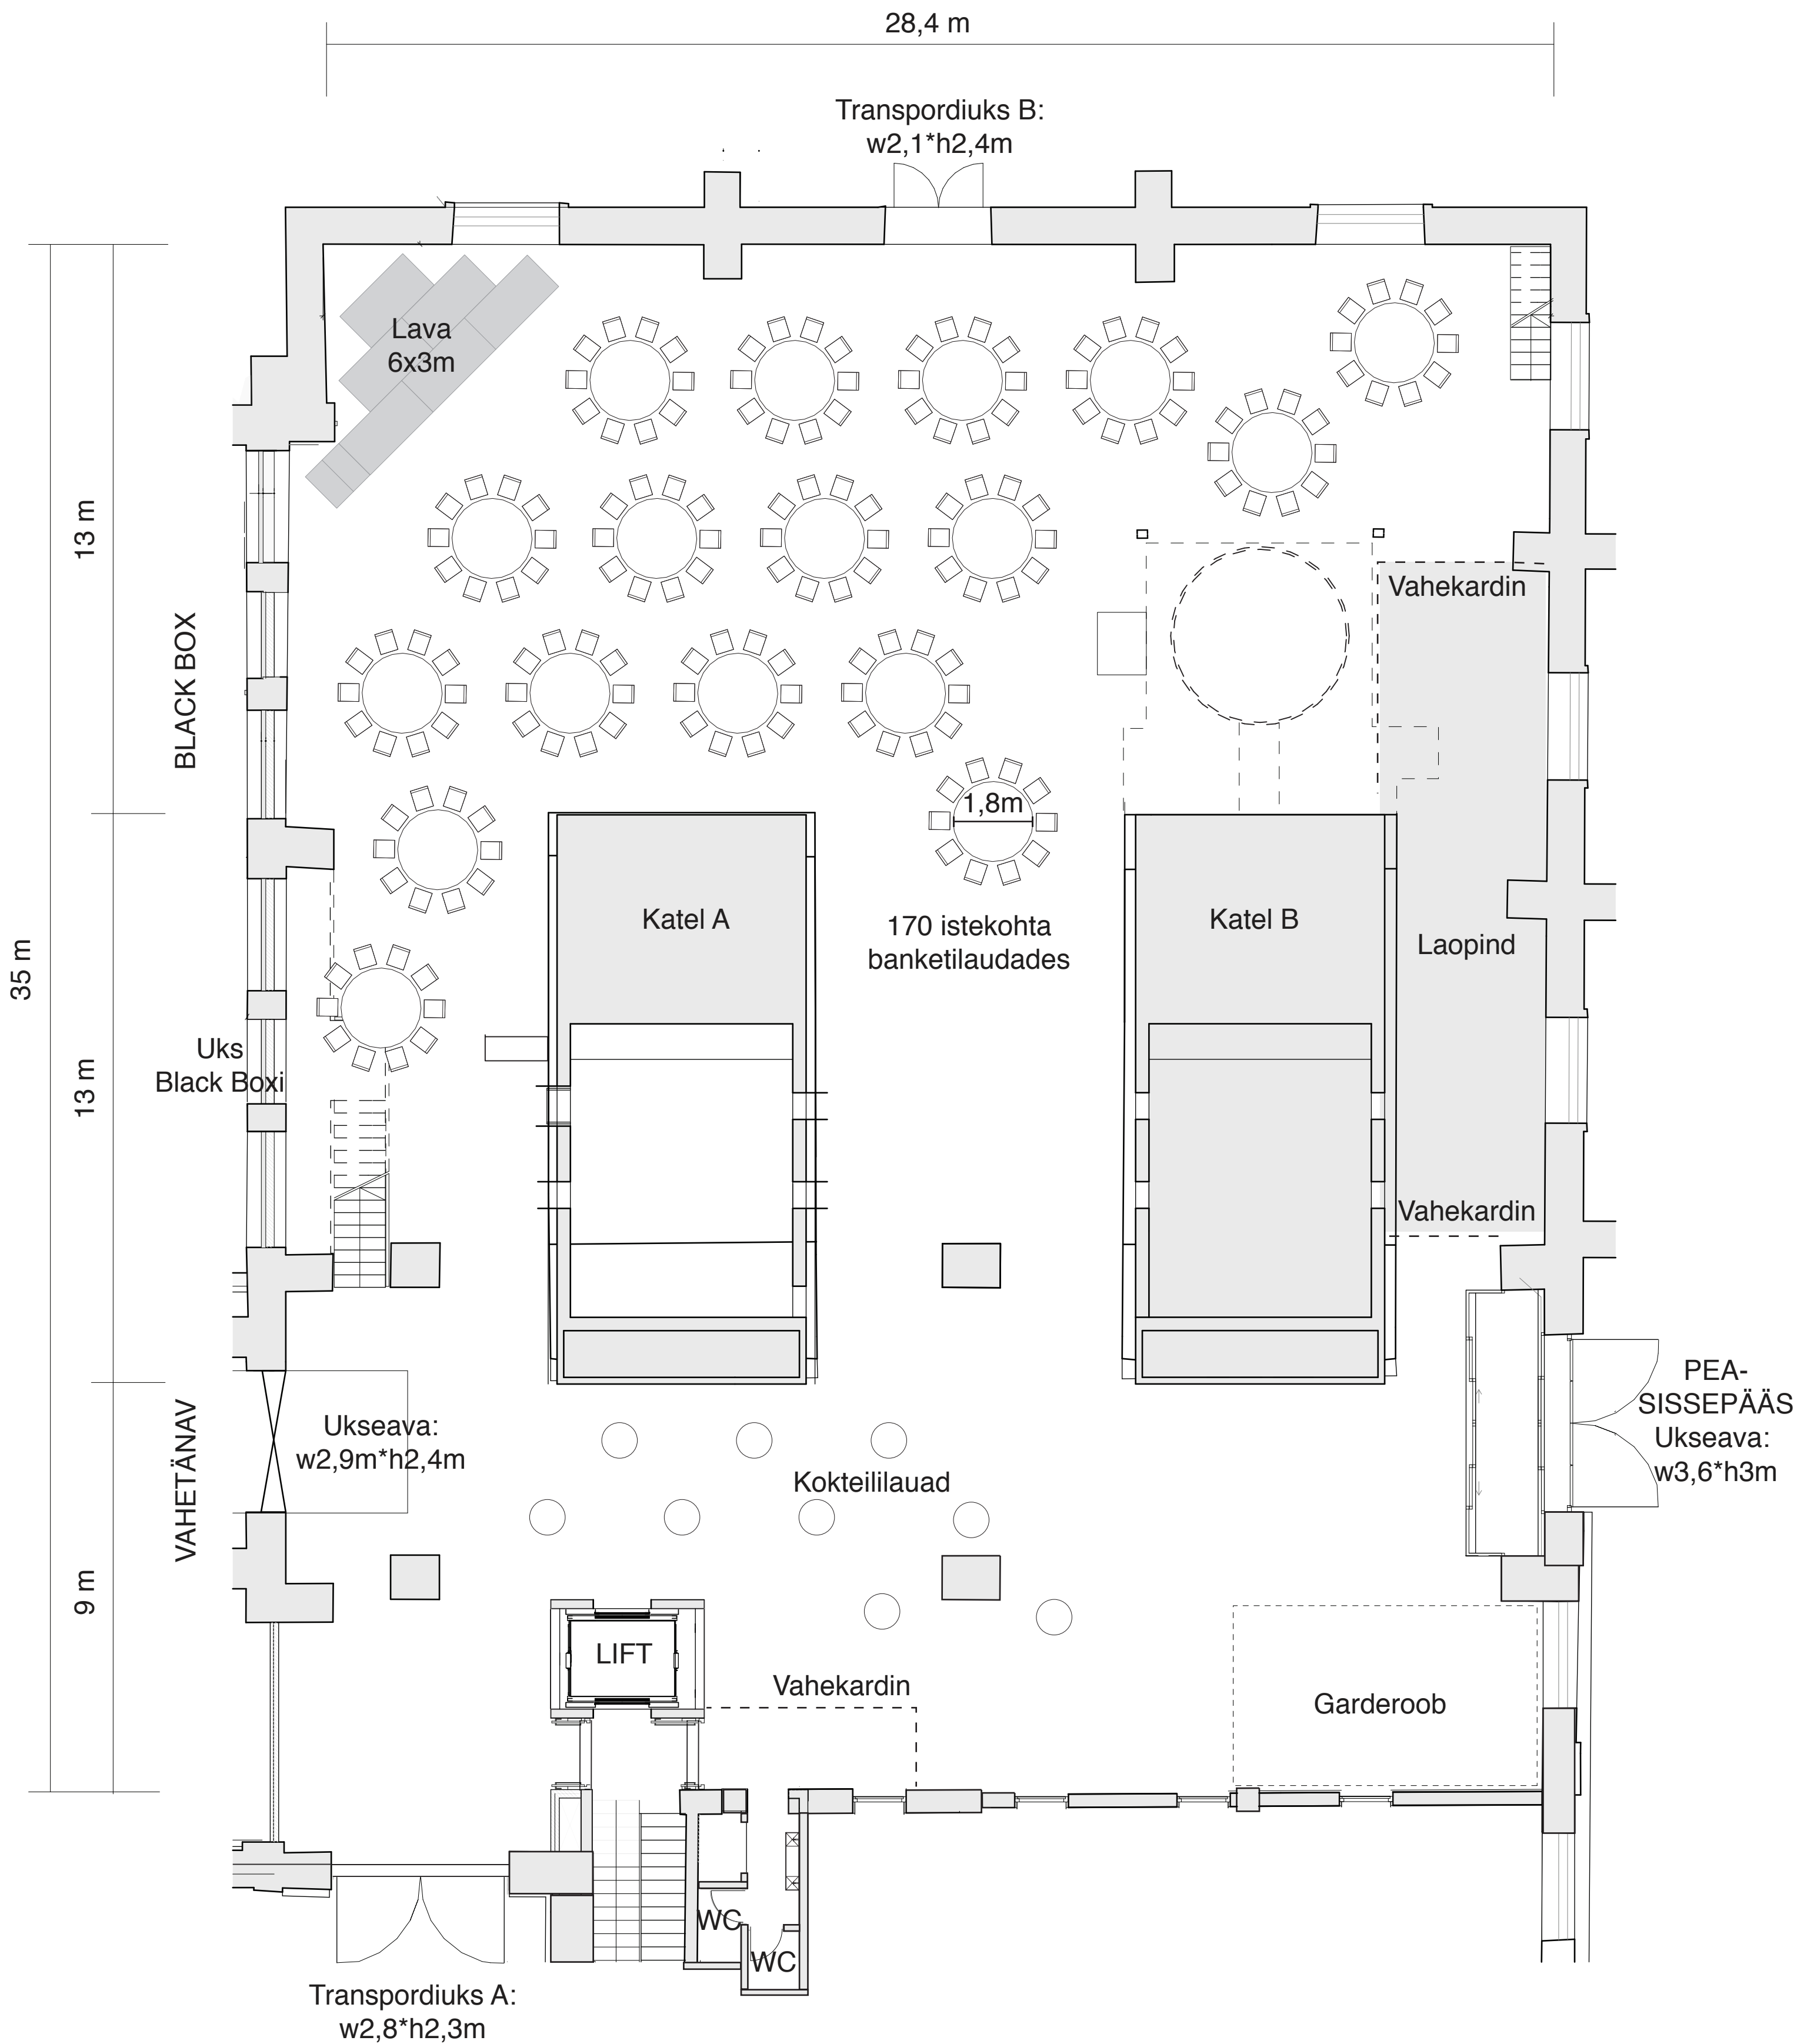 28,4 m
Transpordiuks B:
w2,1*h2,4m
Lava
6x3m
13 m
BLACK BOX
Vahekardin
1,8m
Katel A
170 istekohta
banketilaudades
Katel B
Laopind
35 m
Uks
Black Boxi
13 m
Vahekardin
PEA-
SISSEPÄÄS
Ukseava:
w3,6*h3m
Ukseava:
w2,9m*h2,4m
VAHETÄNAV
Kokteililauad
9 m
LIFT
Vahekardin
Garderoob
WC
WC
Transpordiuks A:
w2,8*h2,3m